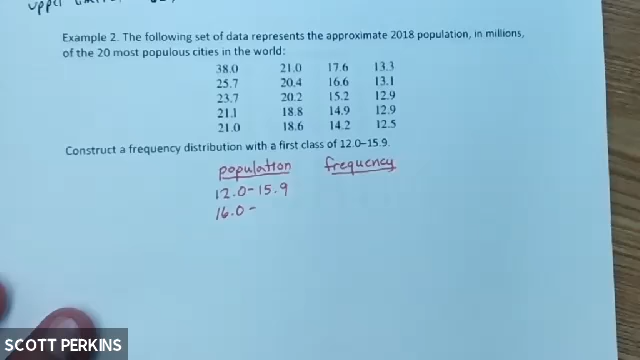 upper
Example 2. The following set of data represents the approximate 2018 population, in millions,
of the 20 most populous cities in the world:
38.0 21.0 17.6 13.3
25.7 20.4 16.6 13.1
23.7 20.2 15.2 12.9
21.1 18.8 14.9 12.9
21.0 18.6 14.2 12.5
Construct a frequency distribution with a first class of 12.0–15.9.
population frequency
12.0-15.9
16.0-
SCOTT PERKINS